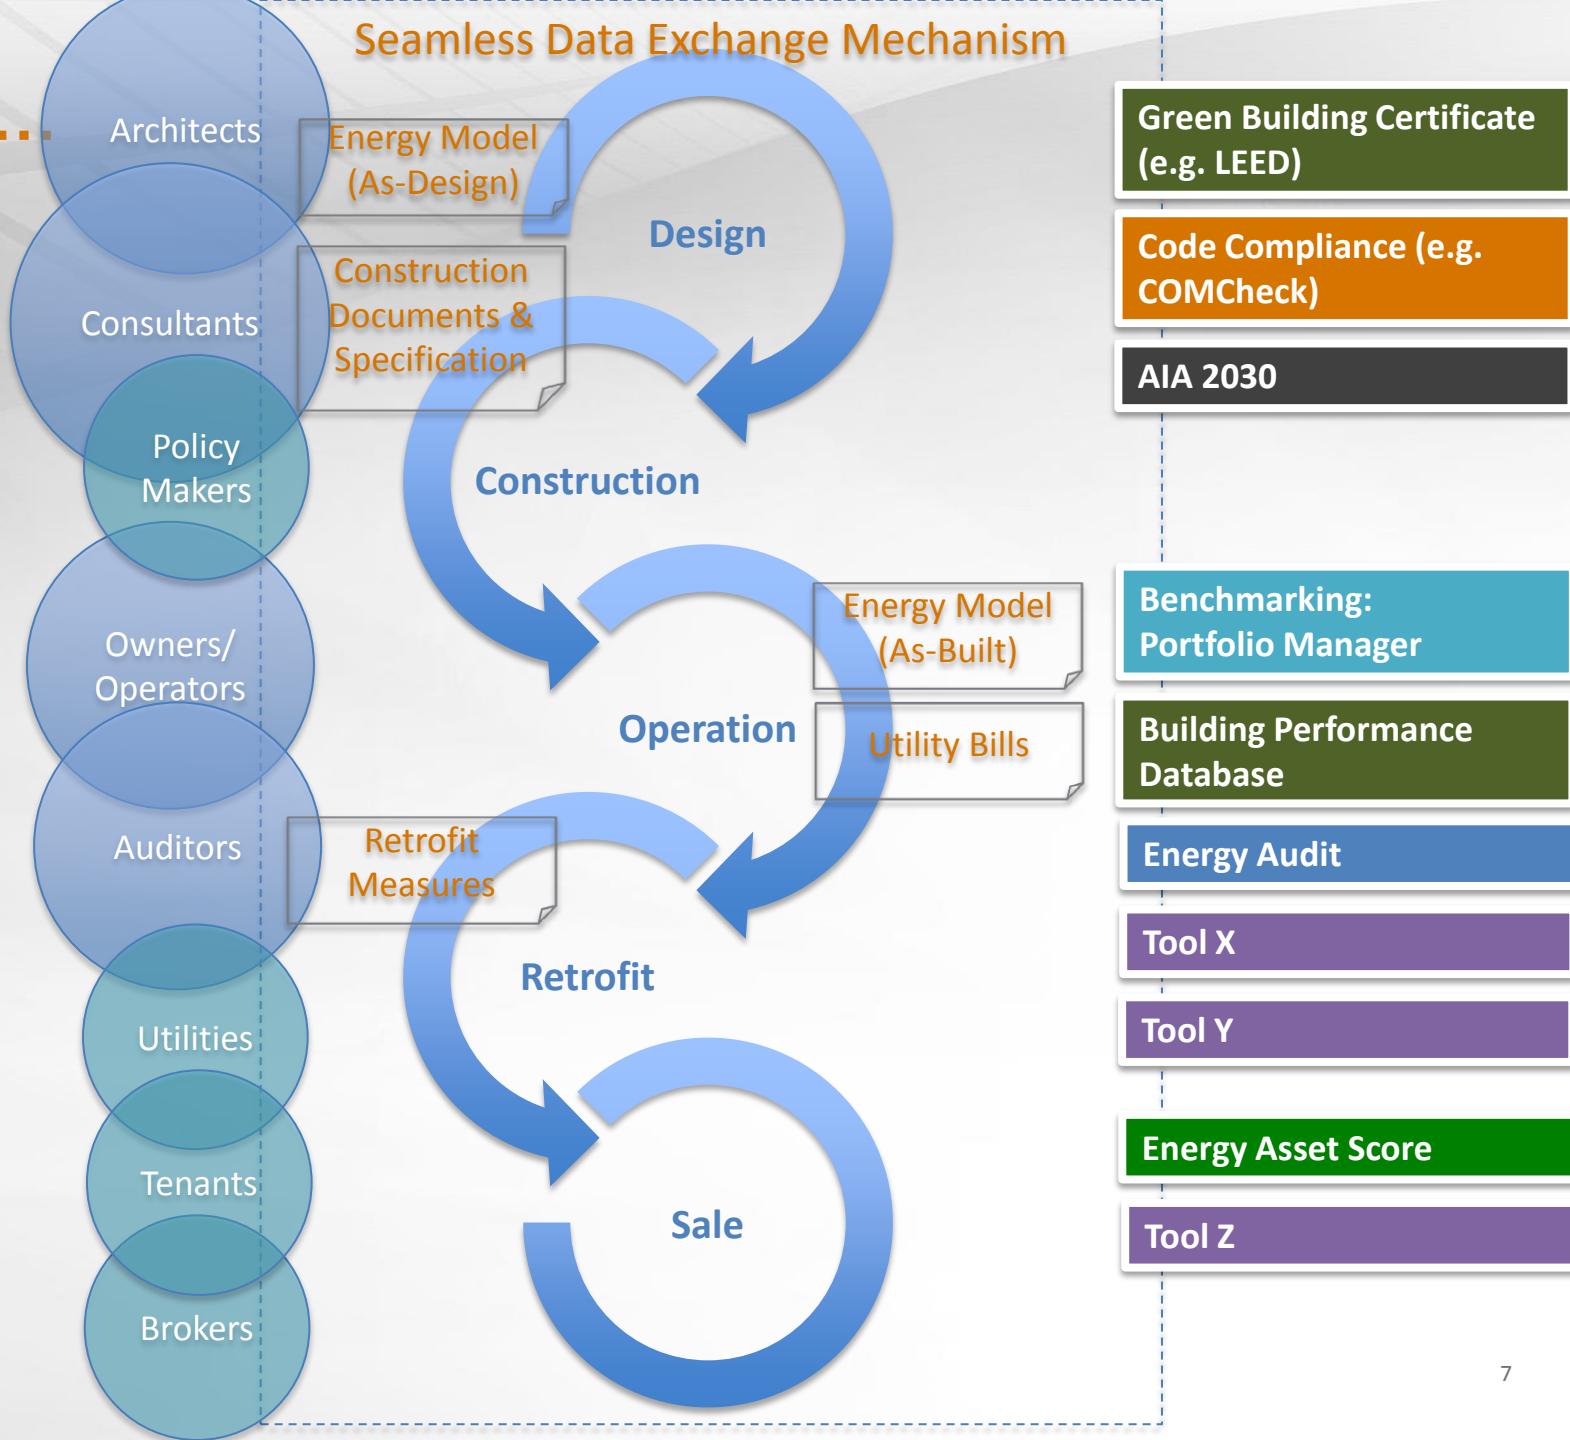 Seamless Data Exchange Mechanism
Architects
Consultants
Policy
Makers
Owners/
Operators
Auditors
Utilities
Tenants
Brokers
Energy Model
(As-Design)
Construction
Documents &
Specification
Design
Construction
Energy Model
(As-Built)
Operation
Utility Bills
Retrofit
Measures
Retrofit
Sale
Green Building Certificate
(e.g. LEED)
Code Compliance (e.g.
COMCheck)
AIA 2030
Benchmarking:
Portfolio Manager
Building Performance
Database
Energy Audit
Tool X
Tool Y
Energy Asset Score
Tool Z
7